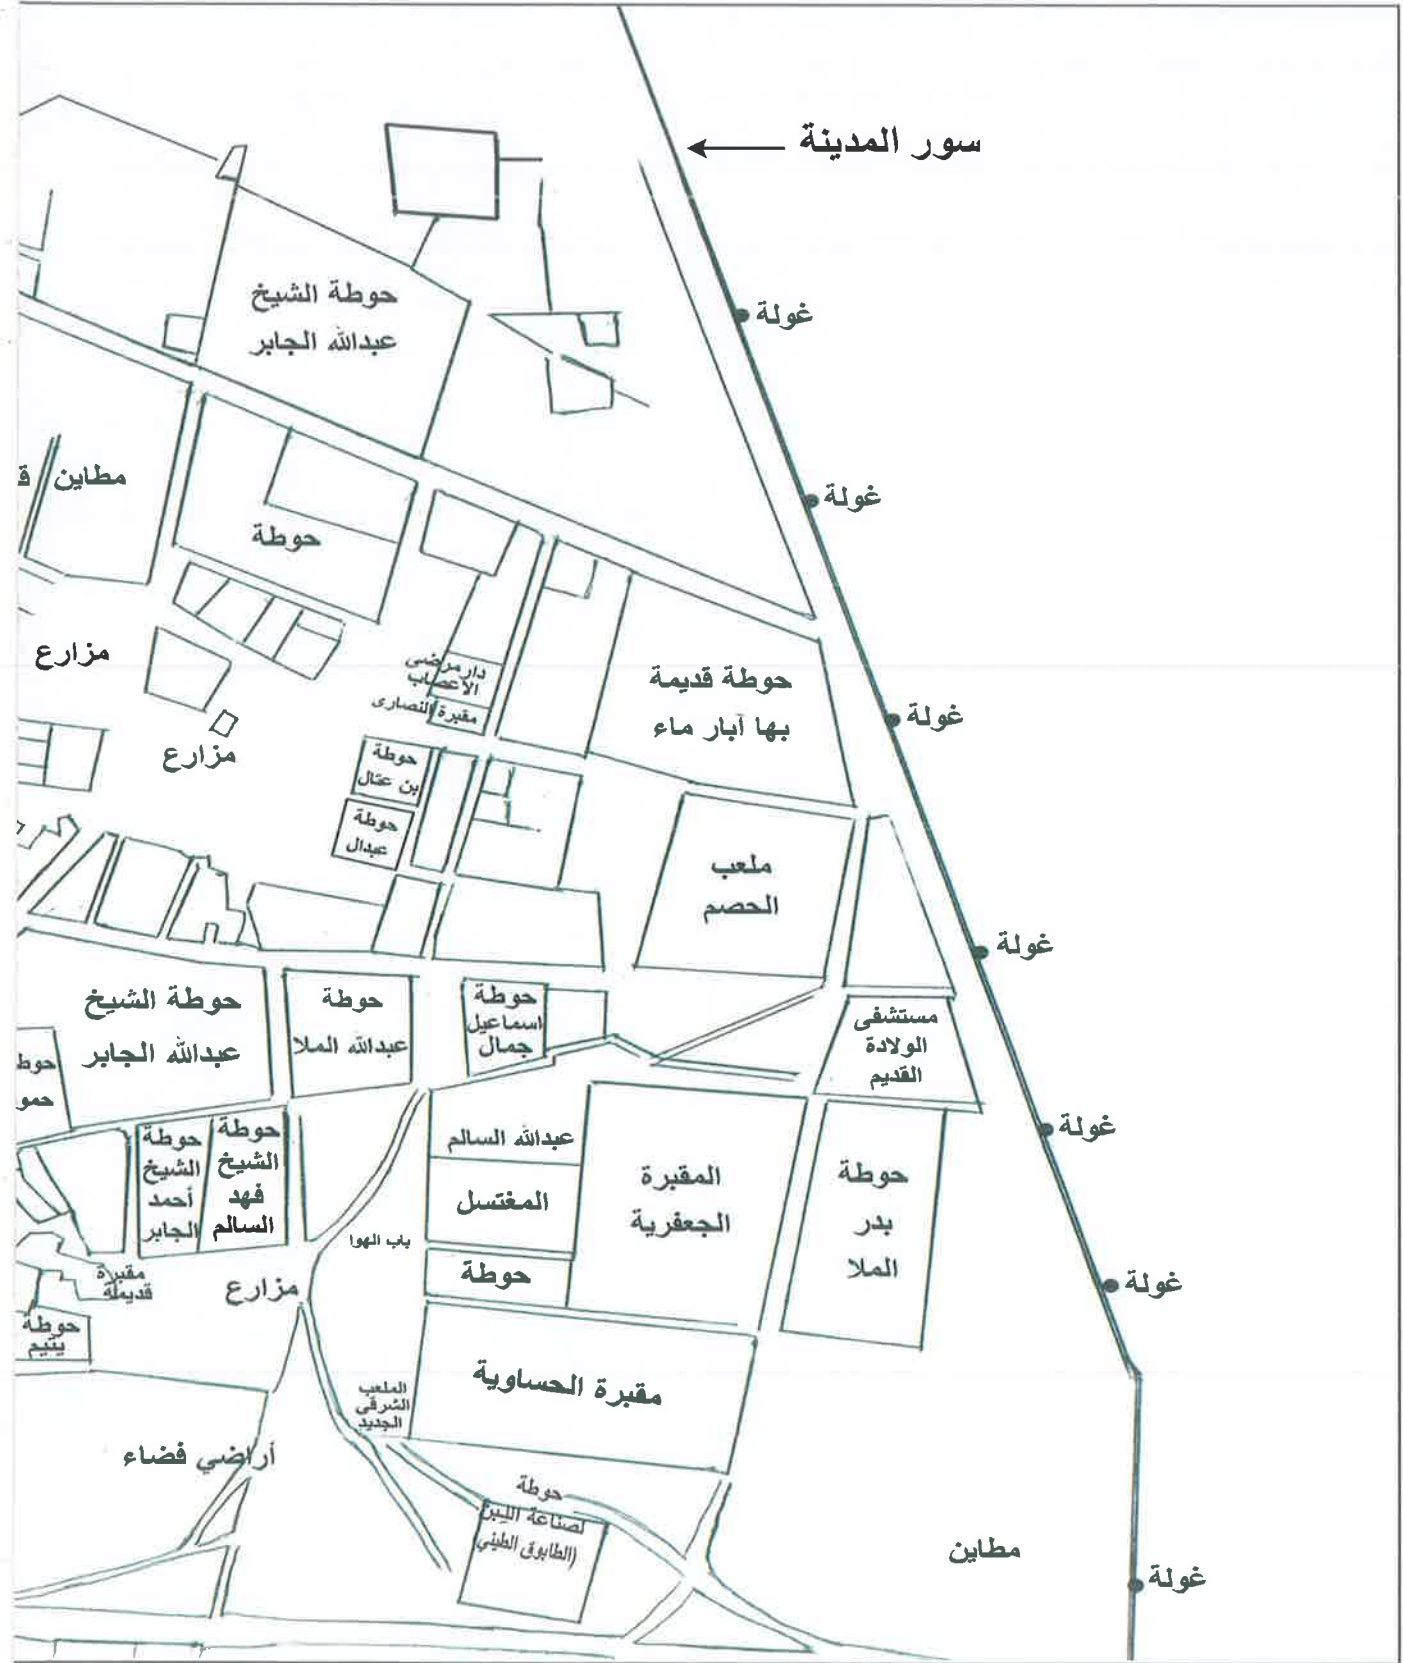 سور المدينة
حوطة الشيخ
عبدالله الجابر
غولة
غولة
مطاين
ق
حوطة
مزارع
دار مرضى
الأعصاب
مقبرة النصارى
حوطة قديمة
بها آبار ماء
غولة
مزارع
حوطة
بن عتال
حوطة
عبدال
ملعب
الحصم
غولة
حوطة الشيخ
عبدالله الجابر
حوطة
عبدالله الملا
حوطة
اسماعيل
جمال
مستشفى
الولادة
القديم
حوط
حمو
غولة
حوطة
الشيخ
أحمد
الجابر
حوطة
الشيخ
فهد
السالم
عبدالله السالم
المغتسل
حوطة
المقبرة
الجعفرية
حوطة
بدر
الملا
باب الهوا
مقبرة
قديمة
مزارع
غولة
حوطة
يتيم
مقبرة الحساوية
الملعب
الشرقي
الجديد
أراضي فضاء
حوطة
لصناعة اللبن
(الطابوق الطيني)
مطاين
غولة